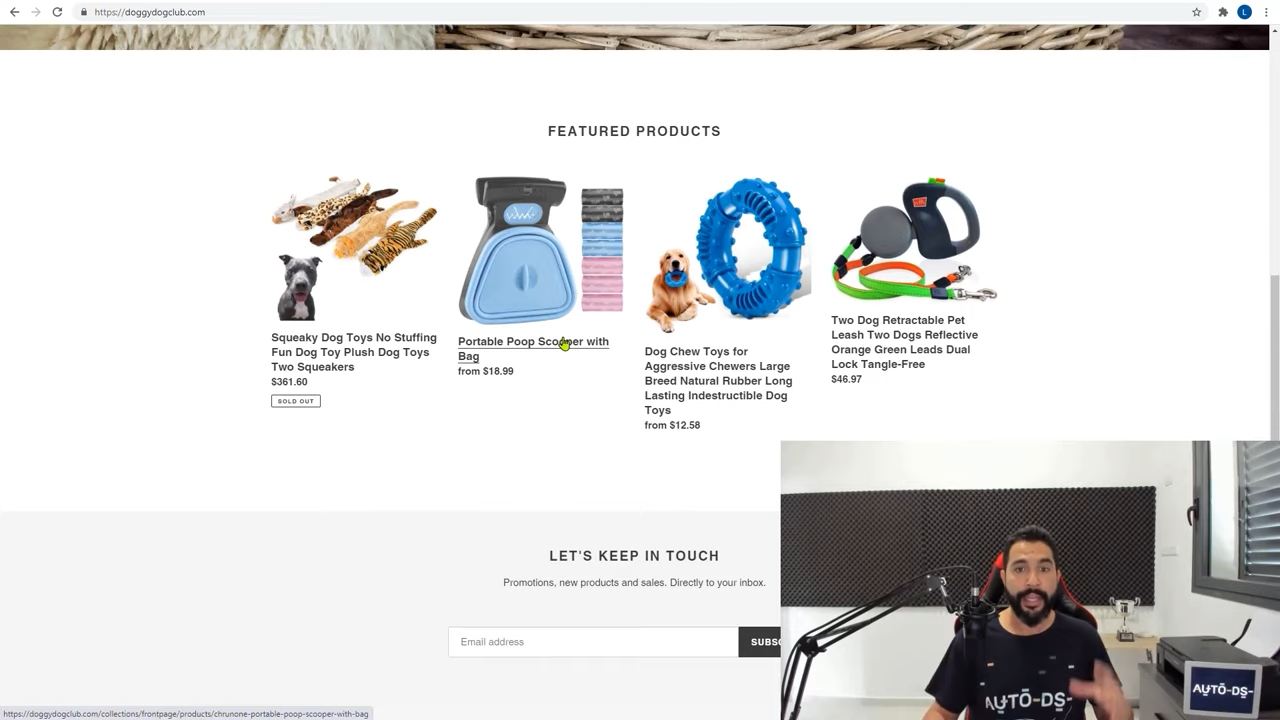 https://doggydogclub.com
L
FEATURED PRODUCTS
Squeaky Dog Toys No Stuffing
Fun Dog Toy Plush Dog Toys
Two Squeakers
$361.60
SOLD OUT
Portable Poop Scooper with
Bag
from $18.99
Dog Chew Toys for
Aggressive Chewers Large
Breed Natural Rubber Long
Lasting Indestructible Dog
Toys
from $12.58
Two Dog Retractable Pet
Leash Two Dogs Reflective
Orange Green Leads Dual
Lock Tangle-Free
$46.97
LET'S KEEP IN TOUCH
Promotions, new products and sales. Directly to your inbox.
Email address
SUBSC
AUTO-DS-
AUTO-DS-
https://doggydogclub.com/collections/frontpage/products/chrunone-portable-poop-scooper-with-bag